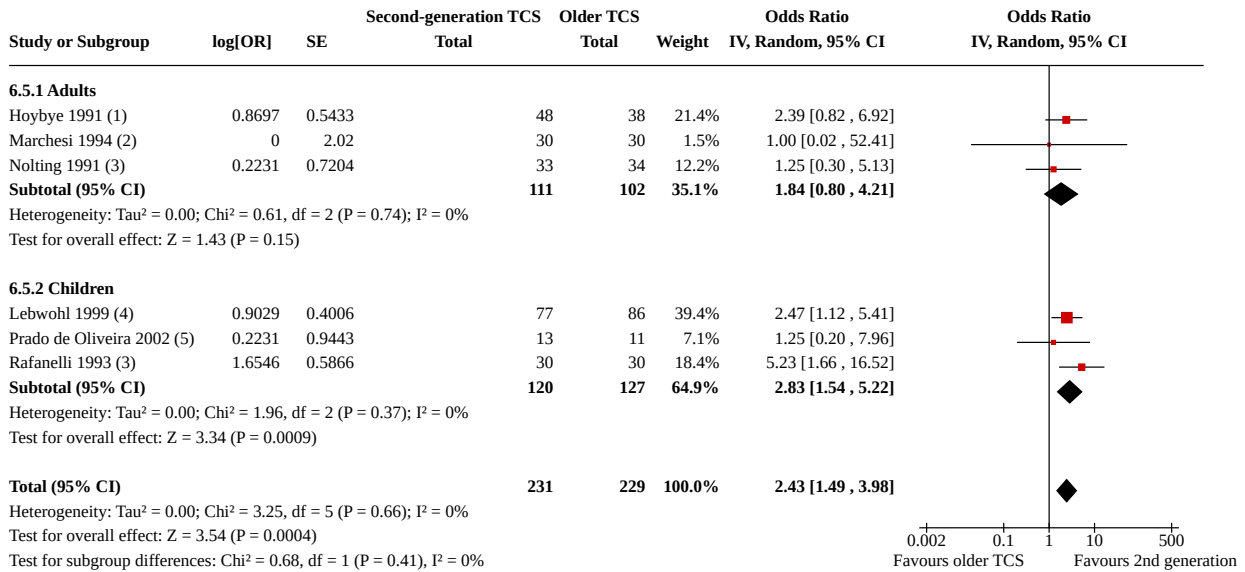 Second-generation TCS Older TCS Odds Ratio Odds Ratio
Study or Subgroup log[OR] SE Total Total Weight IV, Random, 95% CI IV, Random, 95% CI
6.5.1 Adults
Hoybye 1991 (1) 0.8697 0.5433 48 38 21.4% 2.39 [0.82 , 6.92]
Marchesi 1994 (2) 0 2.02 30 30 1.5% 1.00 [0.02 , 52.41]
Nolting 1991 (3) 0.2231 0.7204 33 34 12.2% 1.25 [0.30 , 5.13]
Subtotal (95% CI) 111 102 35.1% 1.84 [0.80 , 4.21]
Heterogeneity: Tau² = 0.00; Chi² = 0.61, df = 2 (P = 0.74); I² = 0%
Test for overall effect: Z = 1.43 (P = 0.15)
6.5.2 Children
Lebwohl 1999 (4) 0.9029 0.4006 77 86 39.4% 2.47 [1.12 , 5.41]
Prado de Oliveira 2002 (5) 0.2231 0.9443 13 11 7.1% 1.25 [0.20 , 7.96]
Rafanelli 1993 (3) 1.6546 0.5866 30 30 18.4% 5.23 [1.66 , 16.52]
Subtotal (95% CI) 120 127 64.9% 2.83 [1.54 , 5.22]
Heterogeneity: Tau² = 0.00; Chi² = 1.96, df = 2 (P = 0.37); I² = 0%
Test for overall effect: Z = 3.34 (P = 0.0009)
Total (95% CI) 231 229 100.0% 2.43 [1.49 , 3.98]
Heterogeneity: Tau² = 0.00; Chi² = 3.25, df = 5 (P = 0.66); I² = 0%
Test for overall effect: Z = 3.54 (P = 0.0004)
0.002 0.1 1 10 500
Test for subgroup differences: Chi² = 0.68, df = 1 (P = 0.41), I² = 0% Favours older TCS Favours 2nd generation